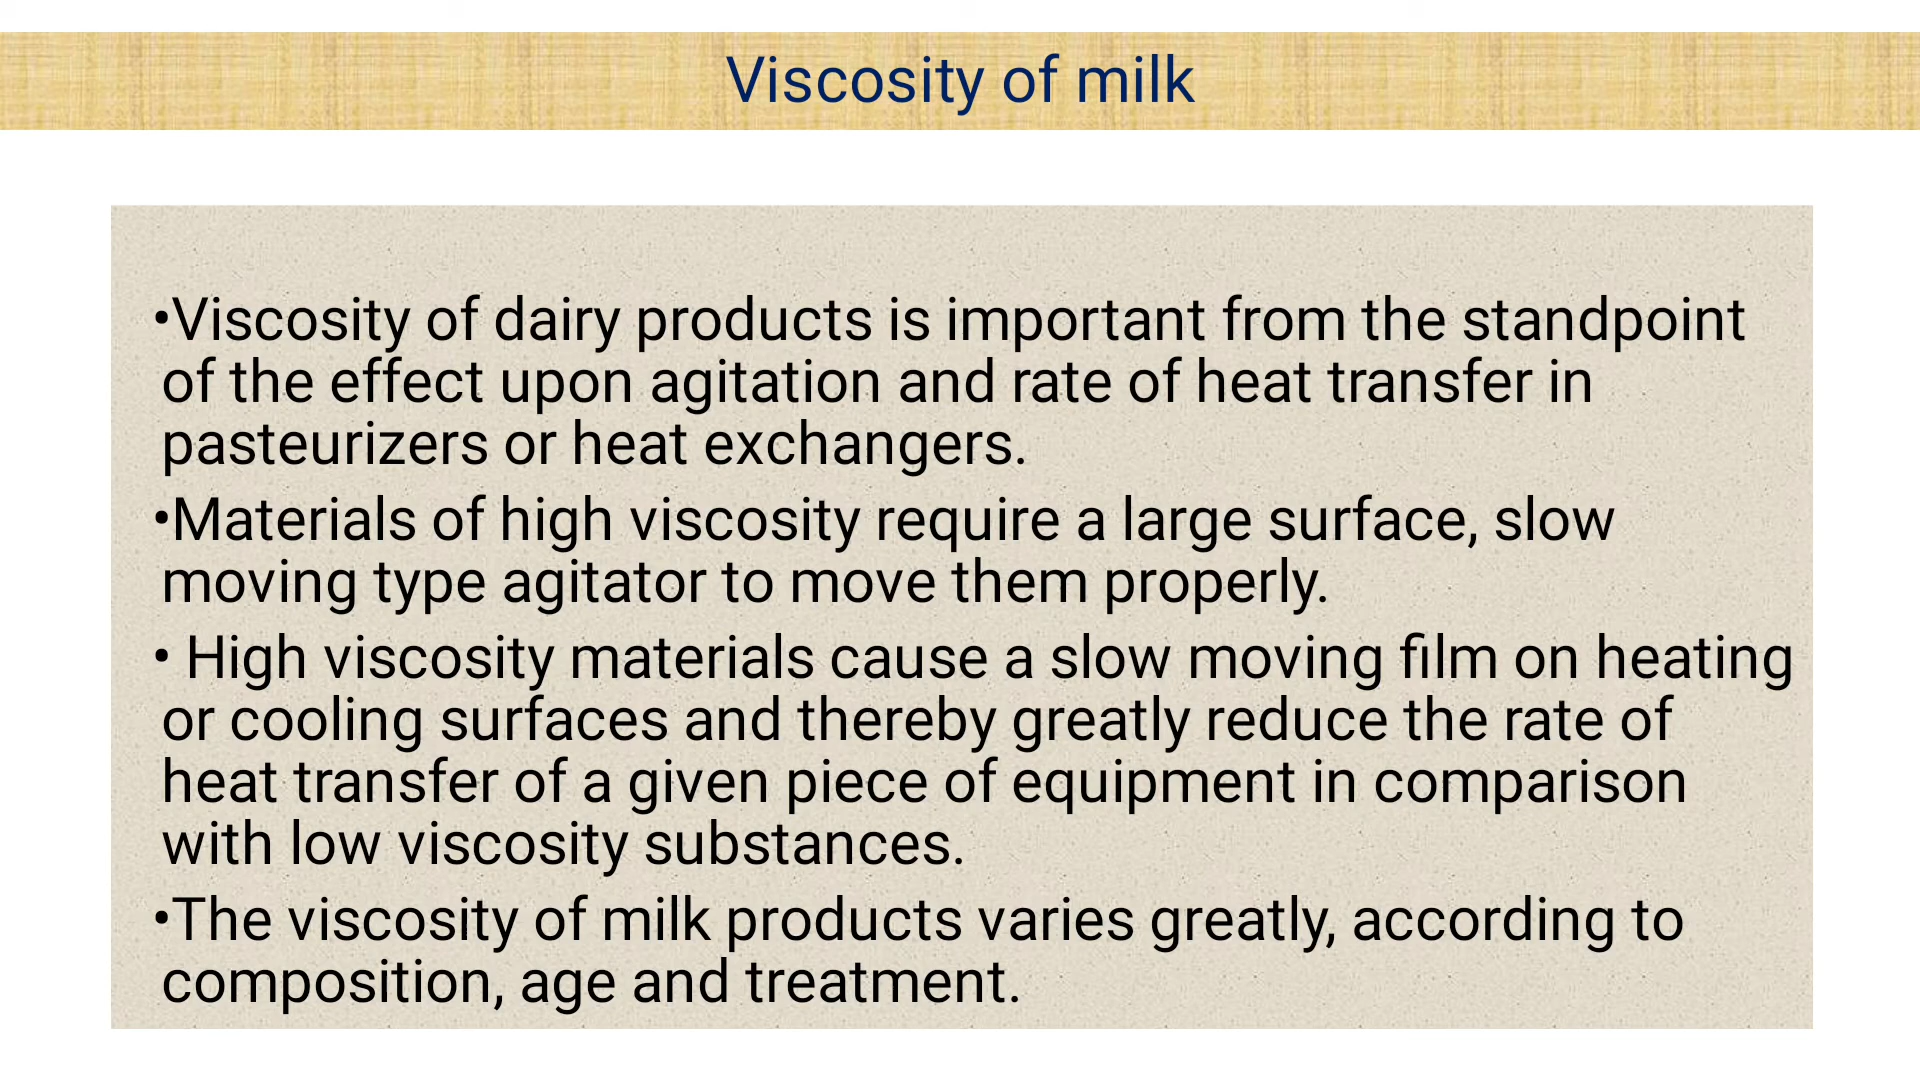 Viscosity of milk
•Viscosity of dairy products is important from the standpoint
of the effect upon agitation and rate of heat transfer in
pasteurizers or heat exchangers.
•Materials of high viscosity require a large surface, slow
moving type agitator to move them properly.
• High viscosity materials cause a slow moving film on heating
or cooling surfaces and thereby greatly reduce the rate of
heat transfer of a given piece of equipment in comparison
with low viscosity substances.
•The viscosity of milk products varies greatly, according to
composition, age and treatment.